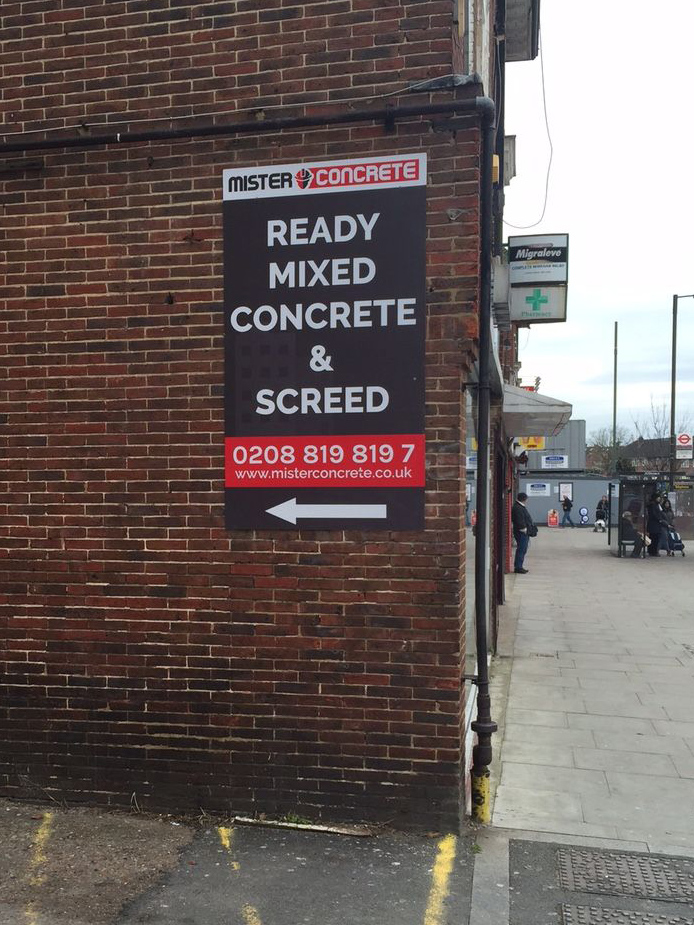 MISTER CONCRETE
READY
MIXED
CONCRETE
&
SCREED
0208 819 819 7
www.misterconcrete.co.uk
Migraleve
Pharmacy